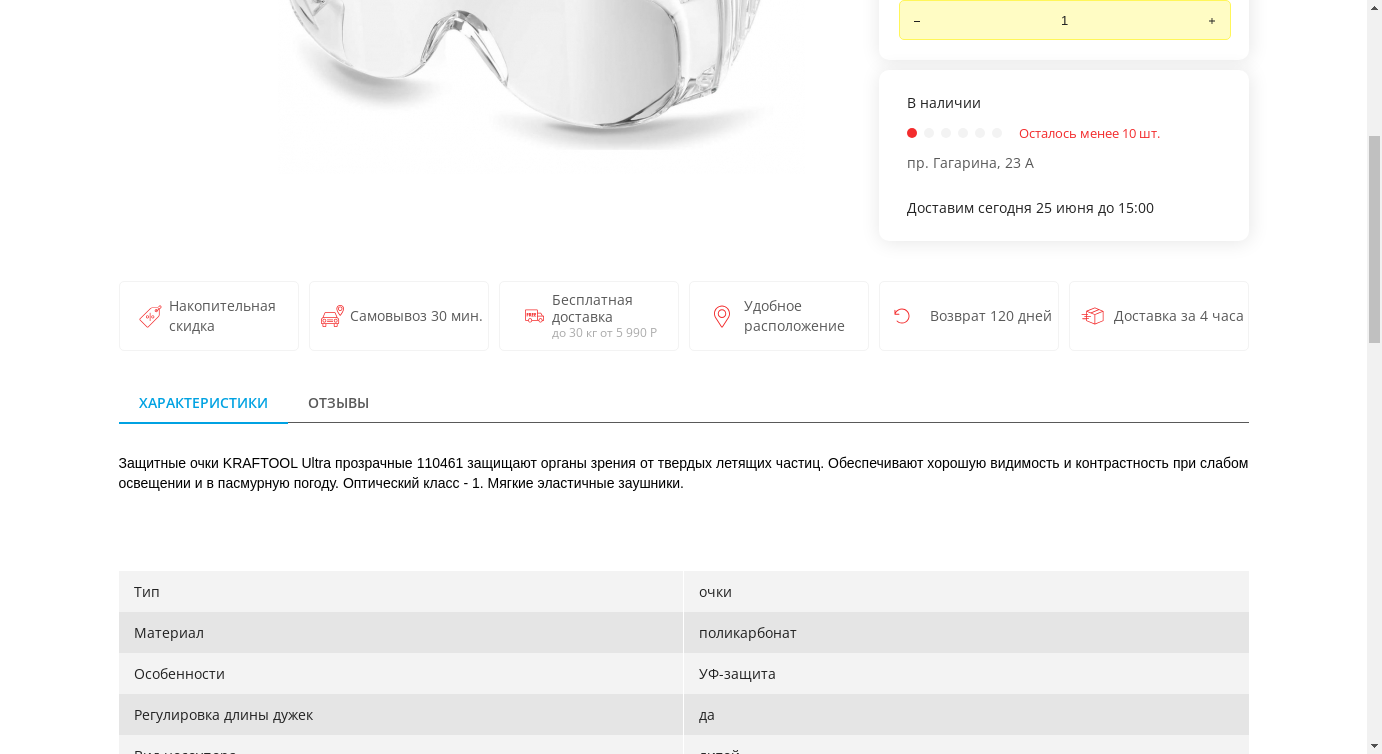 –
1
+
В наличии
Осталось менее 10 шт.
пр. Гагарина, 23 А
Доставим сегодня 25 июня до 15:00
Накопительная
скидка
Самовывоз 30 мин.
FREE
Бесплатная
доставка
до 30 кг от 5 990 Р
Удобное
расположение
Возврат 120 дней
Доставка за 4 часа
ХАРАКТЕРИСТИКИ
ОТЗЫВЫ
Защитные очки KRAFTOOL Ultra прозрачные 110461 защищают органы зрения от твердых летящих частиц. Обеспечивают хорошую видимость и контрастность при слабом
освещении и в пасмурную погоду. Оптический класс - 1. Мягкие эластичные заушники.
Тип очки
Материал поликарбонат
Особенности УФ-защита
Регулировка длины дужек да